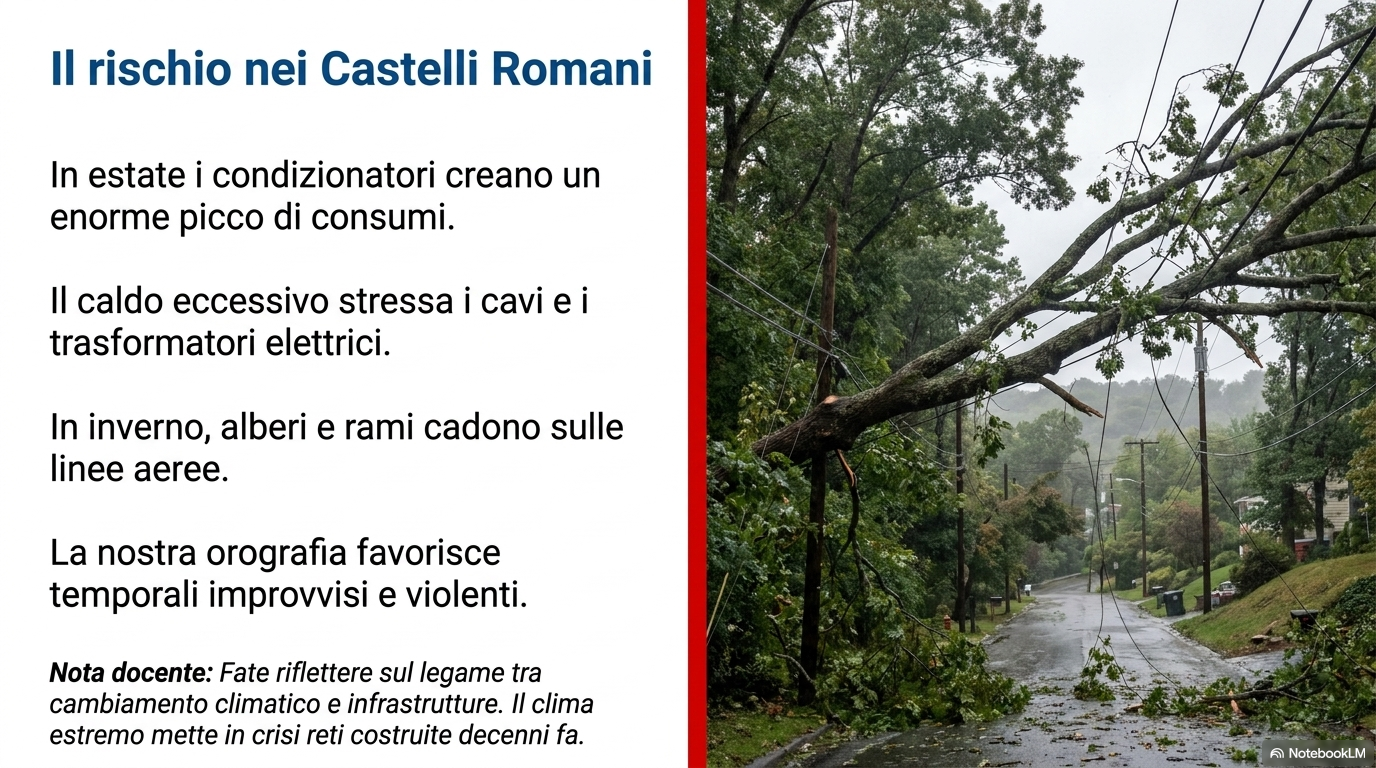 Il rischio nei Castelli Romani
In estate i condizionatori creano un
enorme picco di consumi.
Il caldo eccessivo stressa i cavi e i
trasformatori elettrici.
In inverno, alberi e rami cadono sulle
linee aeree.
La nostra orografia favorisce
temporali improvvisi e violenti.
Nota docente: Fate riflettere sul legame tra
cambiamento climatico e infrastrutture. Il clima
estremo mette in crisi reti costruite decenni fa.
NotebookLM